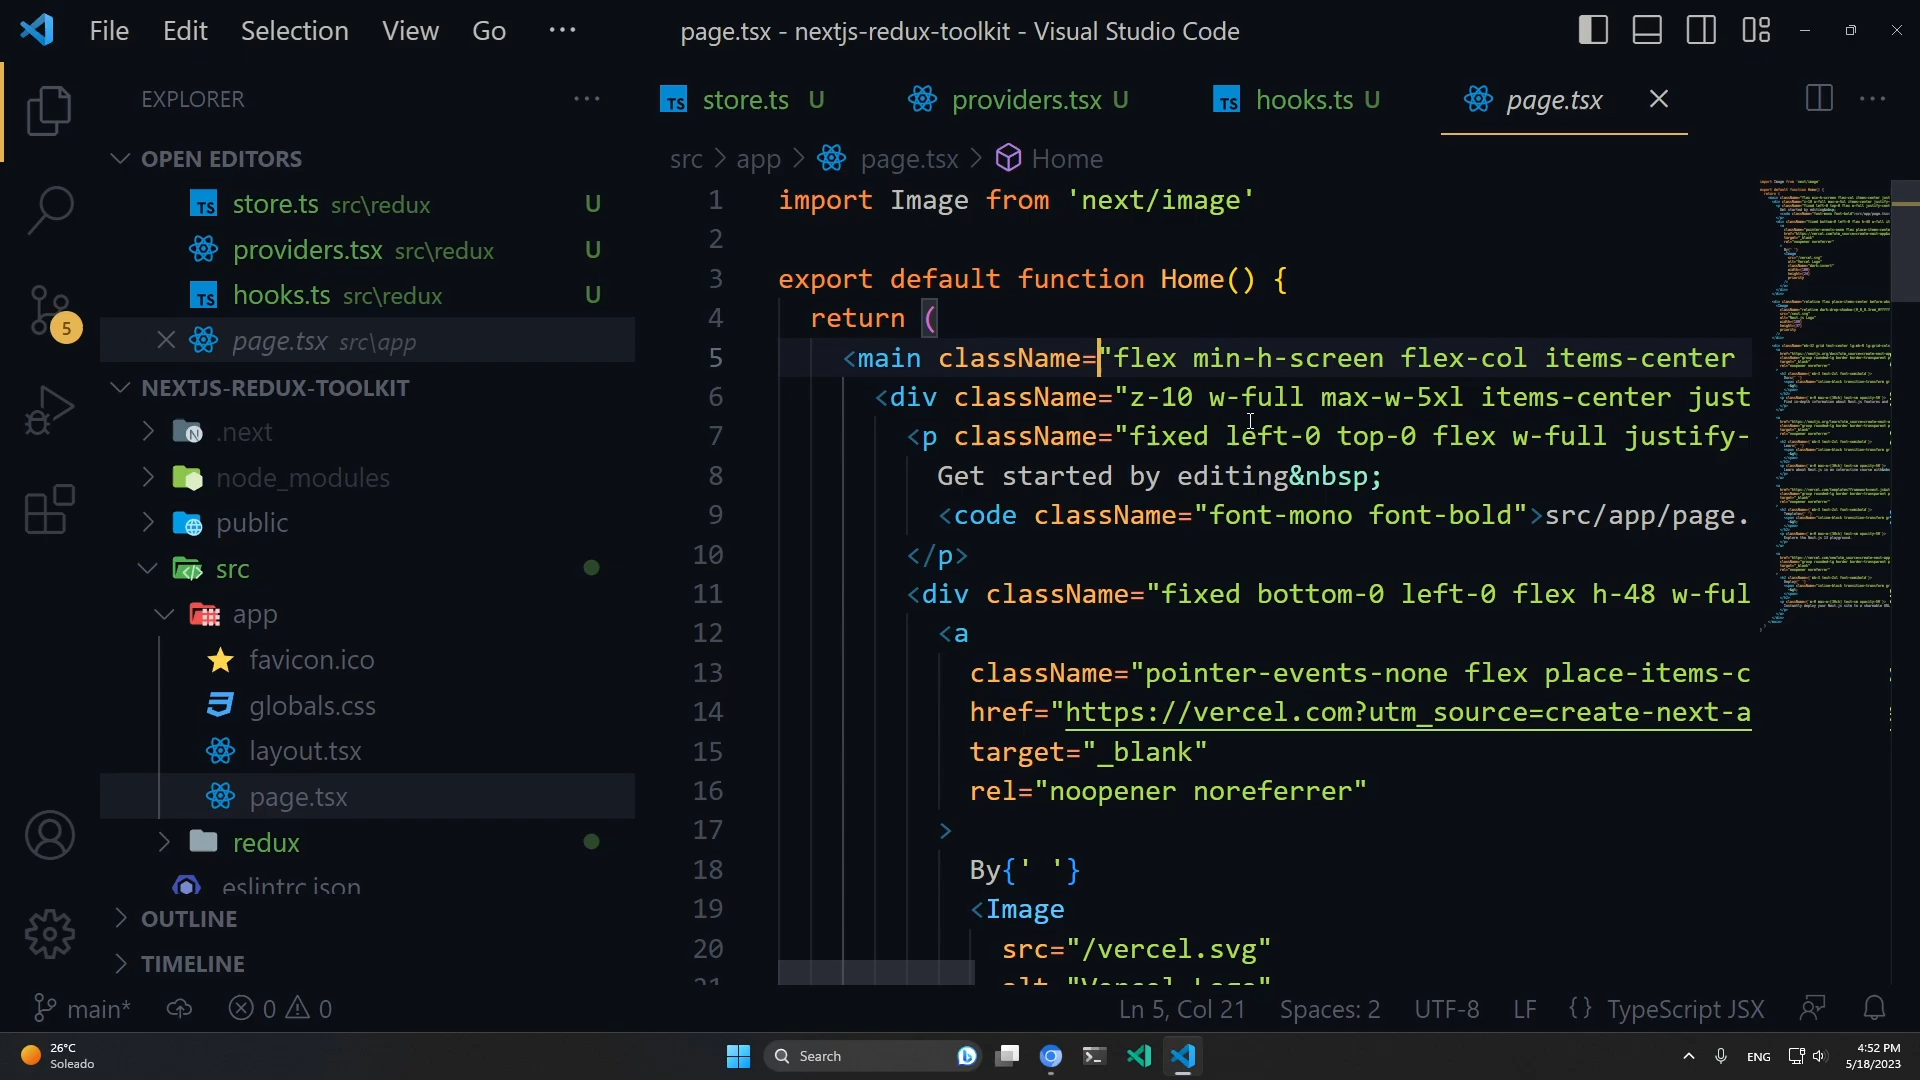 File Edit Selection View Go ...
page.tsx - nextjs-redux-toolkit - Visual Studio Code
EXPLORER
OPEN EDITORS
TS store.ts src\redux U
providers.tsx src\redux U
TS hooks.ts src\redux U
page.tsx src\app
NEXTJS-REDUX-TOOLKIT
.next
node_modules
public
src
app
favicon.ico
globals.css
layout.tsx
page.tsx
redux
.eslintrc.json
OUTLINE
TIMELINE
TS store.ts U
providers.tsx U
TS hooks.ts U
page.tsx
src > app > page.tsx > Home
1 import Image from 'next/image'
2
3 export default function Home() {
4 return (
5 <main className="flex min-h-screen flex-col items-center
6 <div className="z-10 w-full max-w-5xl items-center just
7 <p className="fixed left-0 top-0 flex w-full justify-
8 Get started by editing&nbsp;
9 <code className="font-mono font-bold">src/app/page.
10 </p>
11 <div className="fixed bottom-0 left-0 flex h-48 w-ful
12 <a
13 className="pointer-events-none flex place-items-c
14 href="https://vercel.com?utm_source=create-next-a
15 target="_blank"
16 rel="noopener noreferrer"
17 >
18 By{' '}
19 <Image
20 src="/vercel.svg"
21 alt="Vercel Logo"
5
main* 0 0
Ln 5, Col 21 Spaces: 2 UTF-8 LF {} TypeScript JSX
26°C
Soleado
Search
ENG
4:52 PM
5/18/2023